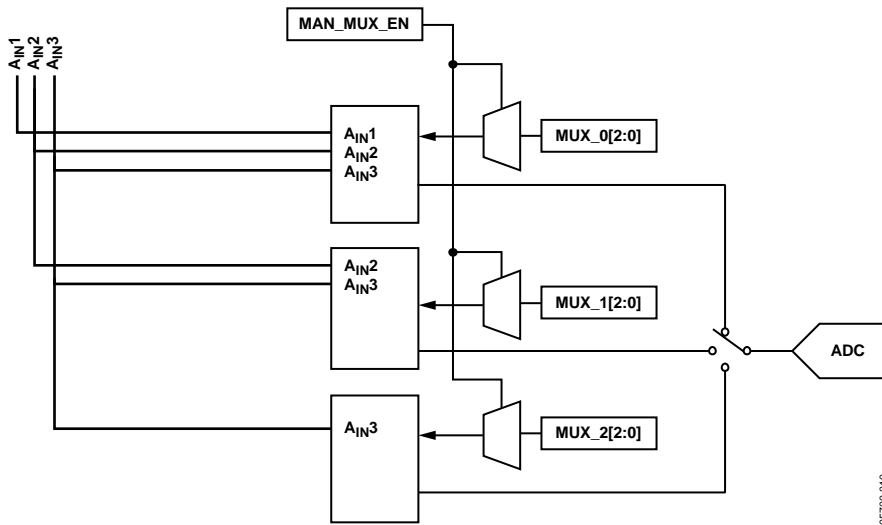 MAN_MUX_EN
AIN1
AIN2
AIN3
AIN1
AIN2
AIN3
MUX_0[2:0]
AIN2
AIN3
MUX_1[2:0]
ADC
AIN3
MUX_2[2:0]